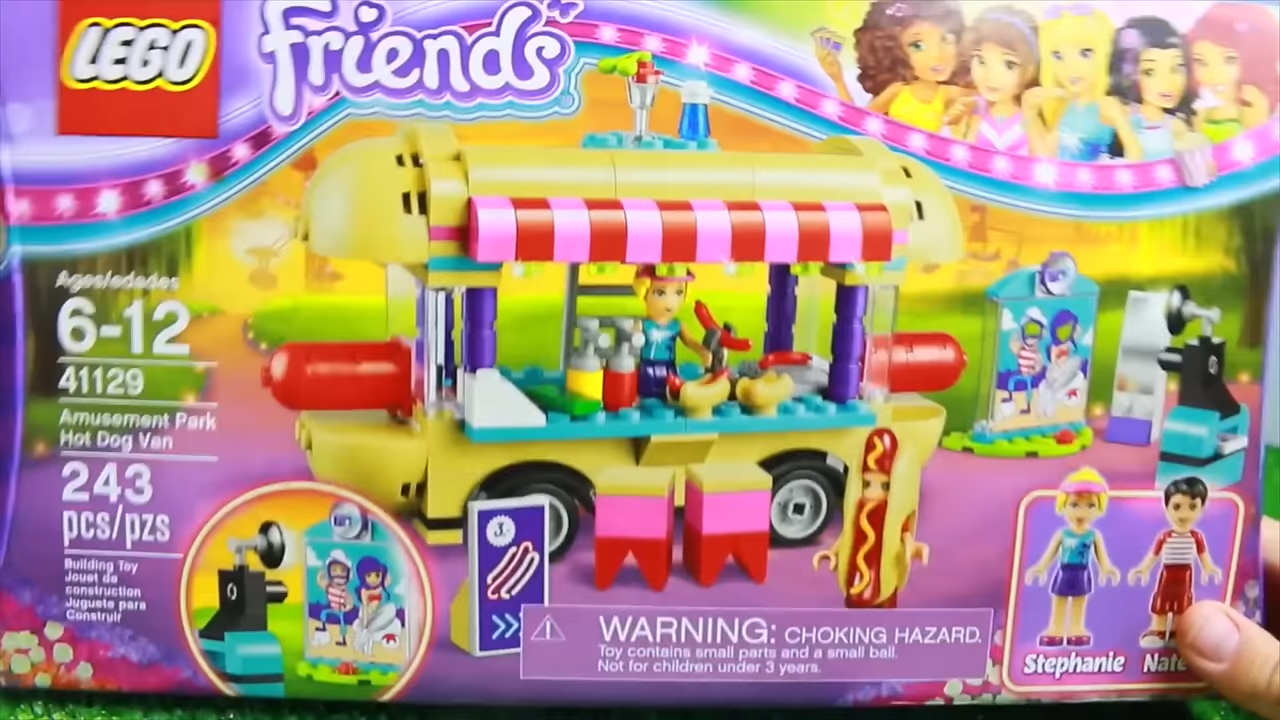 LEGO
friends
Ages/edades
6-12
41129
Amusement Park
Hot Dog Van
243
pcs/pzs
Building Toy
Jouet de
construction
Juguete para
Construir
3.
>>
WARNING: CHOKING HAZARD.
Toy contains small parts and a small ball.
Not for children under 3 years.
Stephanie
Nate